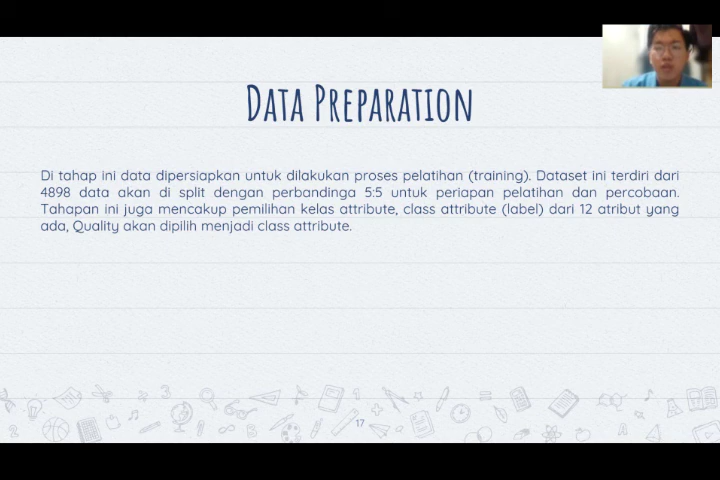 DATA PREPARATION
Di tahap ini data dipersiapkan untuk dilakukan proses pelatihan (training). Dataset ini terdiri dari
4898 data akan di split dengan perbandinga 5:5 untuk periapan pelatihan dan percobaan.
Tahapan ini juga mencakup pemilihan kelas attribute, class attribute (label) dari 12 atribut yang
ada, Quality akan dipilih menjadi class attribute.
17